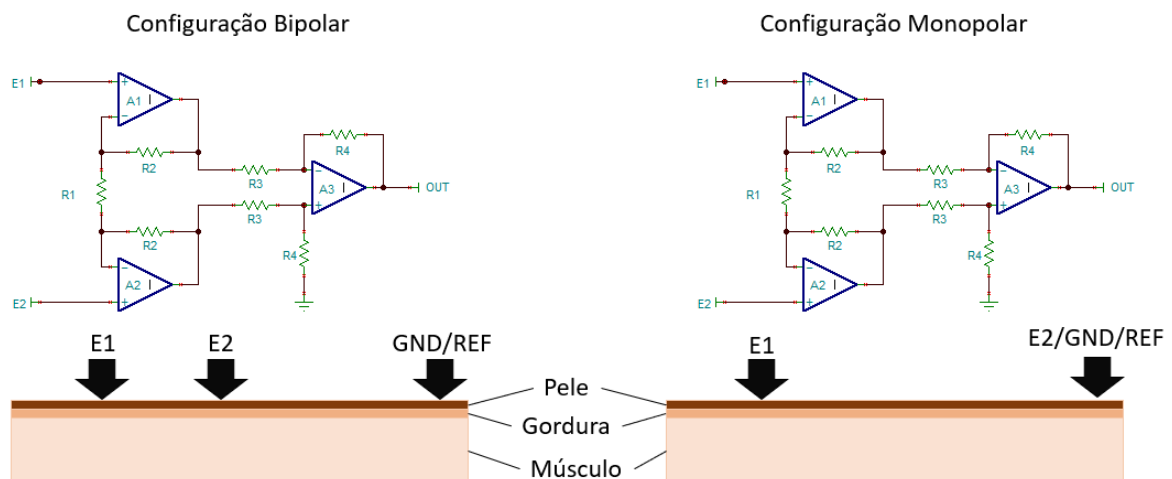 Configuração Bipolar
E1
A1
+
−
R2
R1
R3
R4
A3
−
+
OUT
R3
R2
R4
−
A2
+
E2
E1
E2
GND/REF
Configuração Monopolar
E1
A1
+
−
R2
R1
R3
R4
A3
−
+
OUT
R3
R2
R4
−
A2
+
E2
E1
E2/GND/REF
Pele
Gordura
Músculo